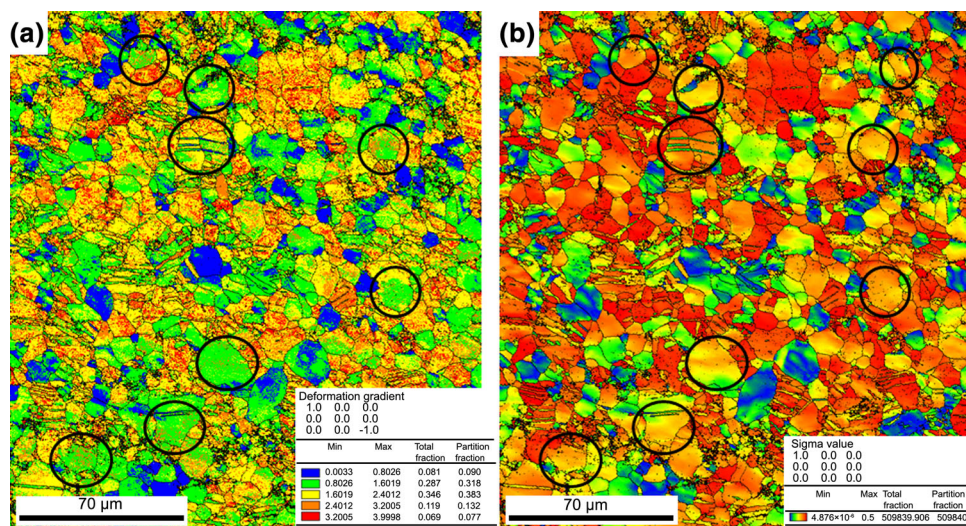 (a)
(b)
Deformation gradient
1.0 0.0 0.0
0.0 0.0 0.0
0.0 0.0 -1.0
Min Max Total fraction Partition fraction
0.0033 0.8026 0.081 0.090
0.8026 1.6019 0.287 0.318
1.6019 2.4012 0.346 0.383
2.4012 3.2005 0.119 0.132
3.2005 3.9998 0.069 0.077
70 µm
Sigma value
1.0 0.0 0.0
0.0 0.0 0.0
0.0 0.0 0.0
Min Max Total fraction Partition fraction
4.876×10⁻⁶ 0.5 509839.906 509840
70 µm